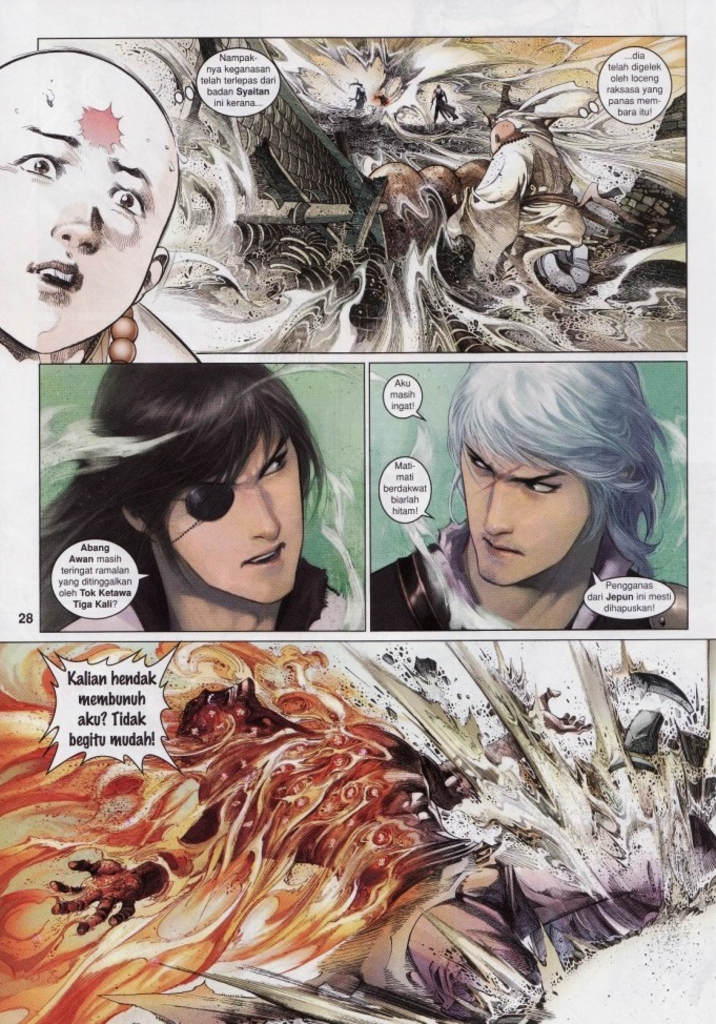 Nampak-
nya keganasan
telah terlepas dari
badan Syaitan
ini kerana...
...dia
telah digelek
oleh loceng
raksasa yang
panas mem-
bara itu!
Abang
Awan masih
teringat ramalan
yang ditinggalkan
oleh Tok Ketawa
Tiga Kali?
Aku
masih
ingat!
Mati-
mati
berdakwat
biarlah
hitam!
Pengganas
dari Jepun ini mesti
dihapuskan!
28
Kalian hendak
membunuh
aku? Tidak
begitu mudah!